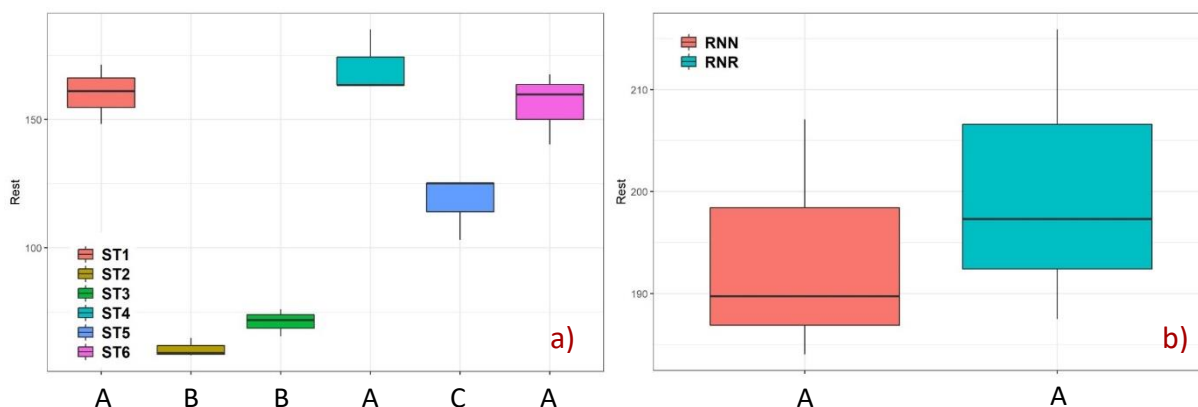 Rest
150
100
ST1
ST2
ST3
ST4
ST5
ST6
a)
A B B A C A
Rest
210
200
190
RNN
RNR
b)
A A